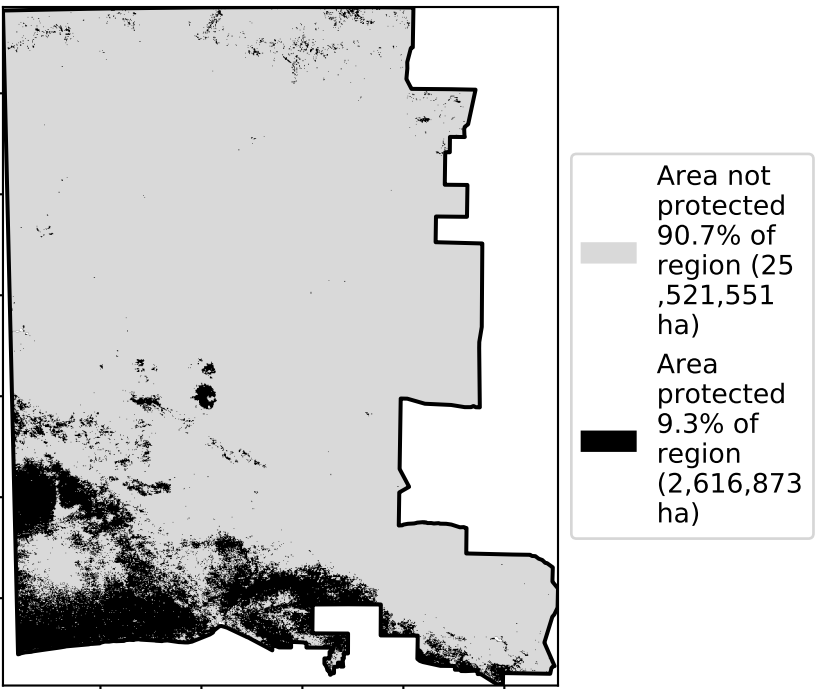 Area not
protected
90.7% of
region (25
,521,551
ha)
Area
protected
9.3% of
region
(2,616,873
ha)